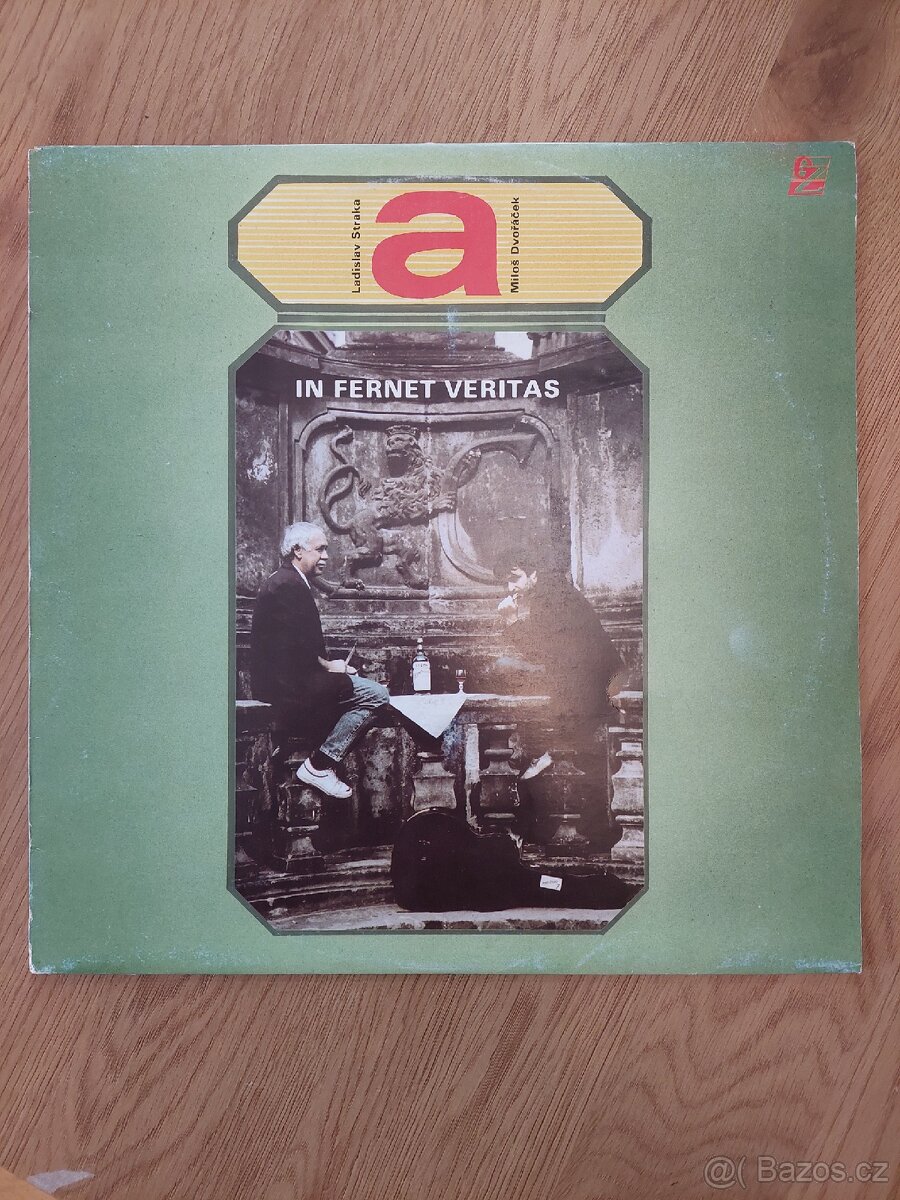 Ladislav Straka
a
Miloš Dvořáček
IN FERNET VERITAS
@( Bazos.cz